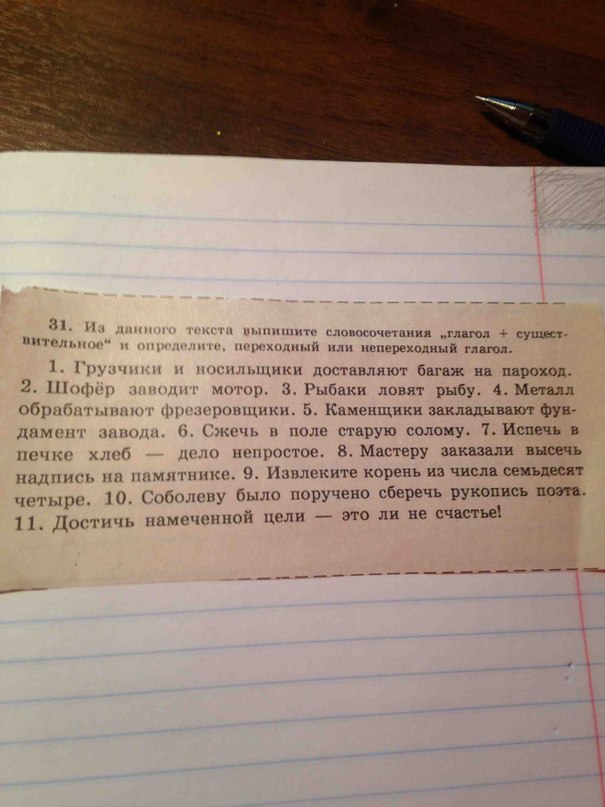 31. Из данного текста выпишите словосочетания „глагол + сущест-
вительное“ и определите, переходный или непереходный глагол.
1. Грузчики и носильщики доставляют багаж на пароход.
2. Шофёр заводит мотор. 3. Рыбаки ловят рыбу. 4. Металл
обрабатывают фрезеровщики. 5. Каменщики закладывают фун-
дамент завода. 6. Сжечь в поле старую солому. 7. Испечь в
печке хлеб — дело непростое. 8. Мастеру заказали высечь
надпись на памятнике. 9. Извлеките корень из числа семьдесят
четыре. 10. Соболеву было поручено сберечь рукопись поэта.
11. Достичь намеченной цели — это ли не счастье!